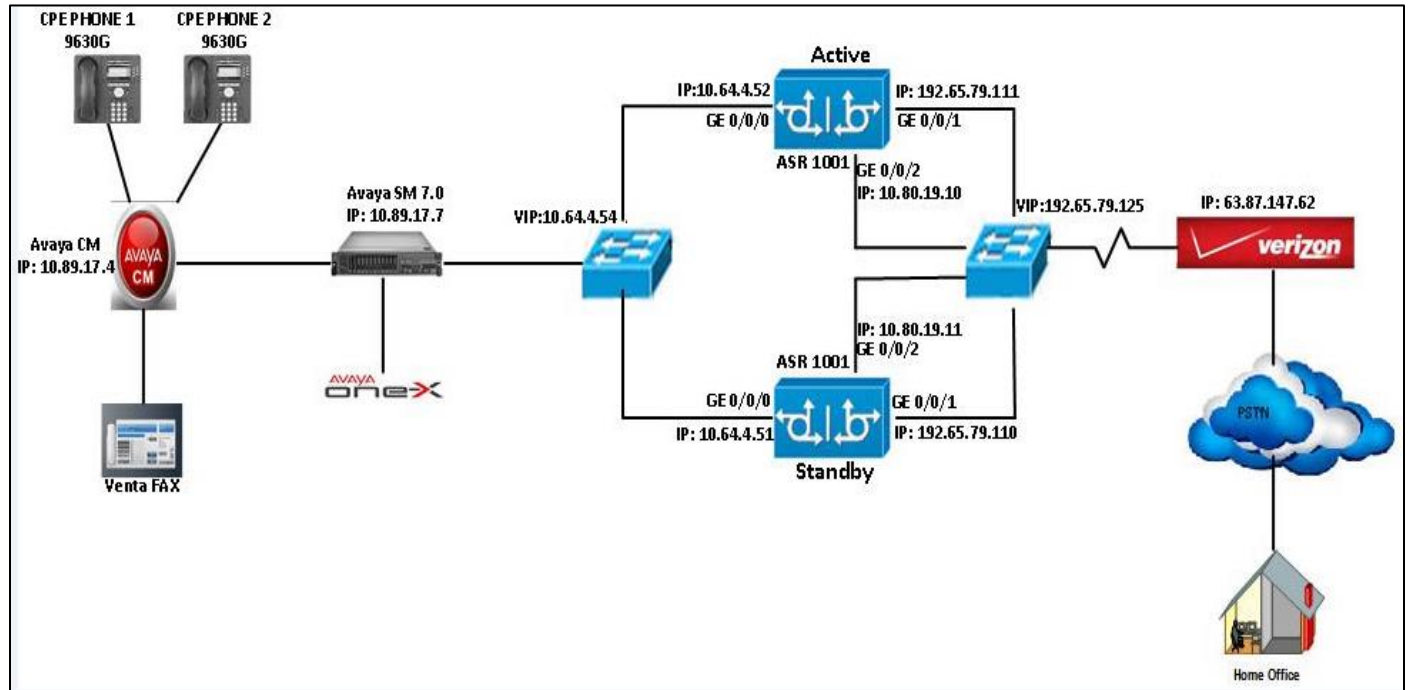 CPE PHONE 1
9630G
CPE PHONE 2
9630G
Active
IP:10.64.4.52
GE 0/0/0
IP: 192.65.79.111
GE 0/0/1
ASR 1001
GE 0/0/2
IP: 10.80.19.10
Avaya SM 7.0
IP: 10.89.17.7
VIP:10.64.4.54
VIP:192.65.79.125
IP: 63.87.147.62
Avaya CM
IP: 10.89.17.4
AVAYA
CM
verizon
IP: 10.80.19.11
GE 0/0/2
ASR 1001
AVAYA
one-X
GE 0/0/0
IP: 10.64.4.51
GE 0/0/1
IP: 192.65.79.110
Standby
PSTN
Venta FAX
Home Office